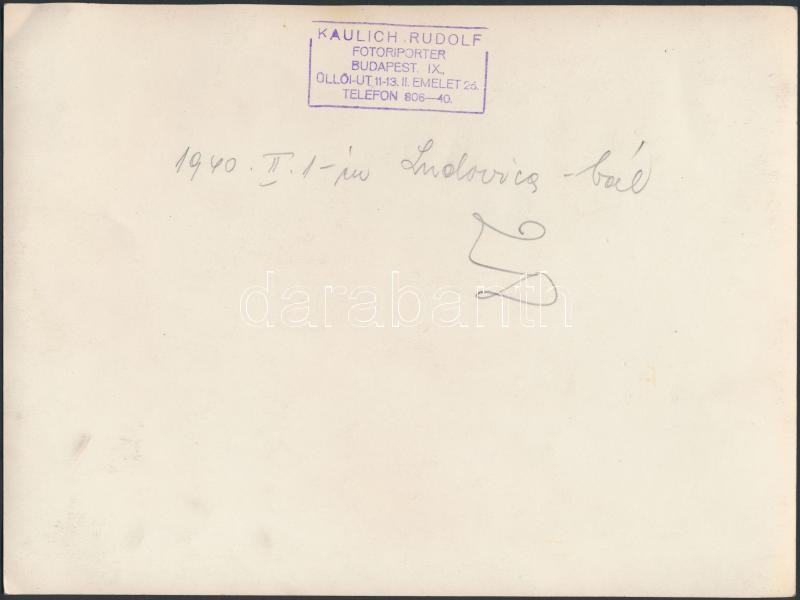 KAULICH RUDOLF
FOTORIPORTER
BUDAPEST, IX.,
ÜLLŐI-UT 11-13. II. EMELET 25.
TELEFON 806—40.
1940. II. 1-én Ludovica-bál
darabanth